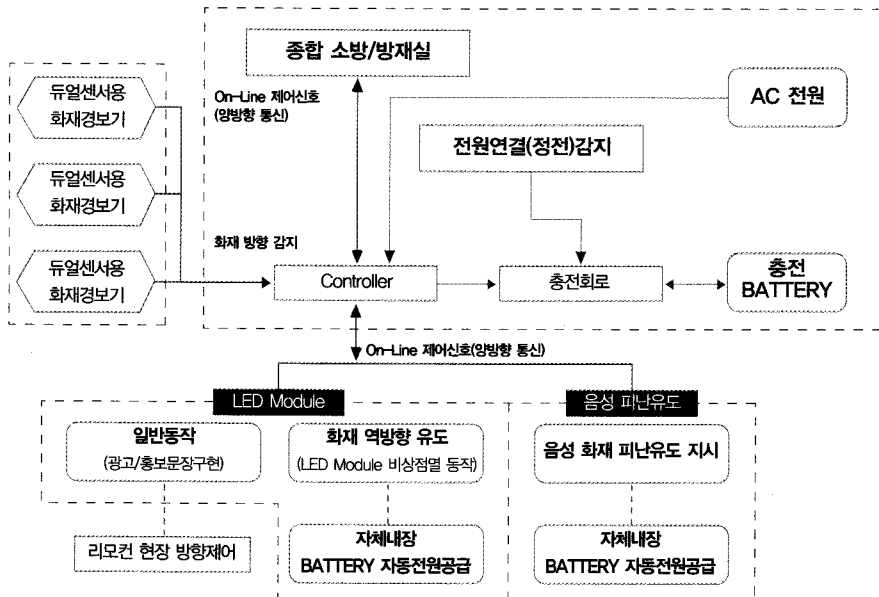 종합 소방/방재실
듀얼센서용
화재경보기
On-Line 제어신호
(양방향 통신)
AC 전원
전원연결(정전)감지
듀얼센서용
화재경보기
화재 방향 감지
듀얼센서용
화재경보기
Controller
충전회로
충전
BATTERY
On-Line 제어신호(양방향 통신)
LED Module
음성 피난유도
일반동작
(광고/홍보문장구현)
화재 역방향 유도
(LED Module 비상점멸 동작)
음성 화재 피난유도 지시
리모컨 현장 방향제어
자체내장
BATTERY 자동전원공급
자체내장
BATTERY 자동전원공급